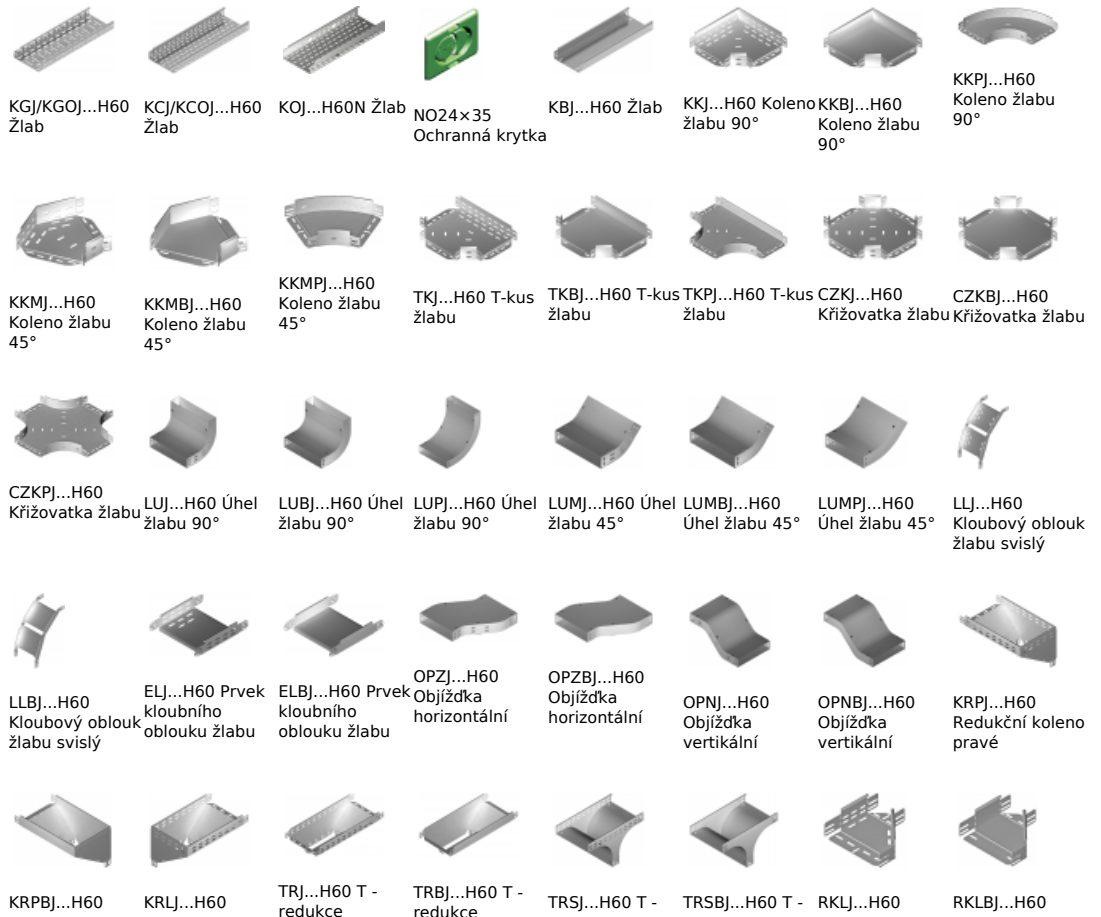 KGJ/KGOJ...H60
Žlab
KCJ/KCOJ...H60
Žlab
KOJ...H60N Žlab
NO24×35
Ochranná krytka
KBJ...H60 Žlab
KKJ...H60 Koleno
žlabu 90°
KKBJ...H60
Koleno žlabu
90°
KKPJ...H60
Koleno žlabu
90°
KKMJ...H60
Koleno žlabu
45°
KKMBJ...H60
Koleno žlabu
45°
KKMPJ...H60
Koleno žlabu
45°
TKJ...H60 T-kus
žlabu
TKBJ...H60 T-kus
žlabu
TKPJ...H60 T-kus
žlabu
CZKJ...H60
Křižovatka žlabu
CZKBJ...H60
Křižovatka žlabu
CZKPJ...H60
Křižovatka žlabu
LUJ...H60 Úhel
žlabu 90°
LUBJ...H60 Úhel
žlabu 90°
LUPJ...H60 Úhel
žlabu 90°
LUMJ...H60 Úhel
žlabu 45°
LUMBJ...H60
Úhel žlabu 45°
LUMPJ...H60
Úhel žlabu 45°
LLJ...H60
Kloubový oblouk
žlabu svislý
LLBJ...H60
Kloubový oblouk
žlabu svislý
ELJ...H60 Prvek
kloubního
oblouku žlabu
ELBJ...H60 Prvek
kloubního
oblouku žlabu
OPZJ...H60
Objížďka
horizontální
OPZBJ...H60
Objížďka
horizontální
OPNJ...H60
Objížďka
vertikální
OPNBJ...H60
Objížďka
vertikální
KRPJ...H60
Redukční koleno
pravé
KRPBJ...H60
KRLJ...H60
TRJ...H60 T -
redukce
TRBJ...H60 T -
redukce
TRSJ...H60 T -
TRSBJ...H60 T -
RKLJ...H60
RKLBJ...H60